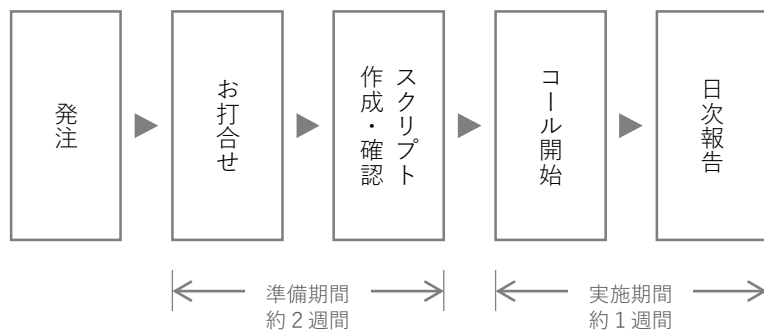 発注
お打合せ
スクリプト
作成・確認
コール開始
日次報告
準備期間
約２週間
実施期間
約１週間